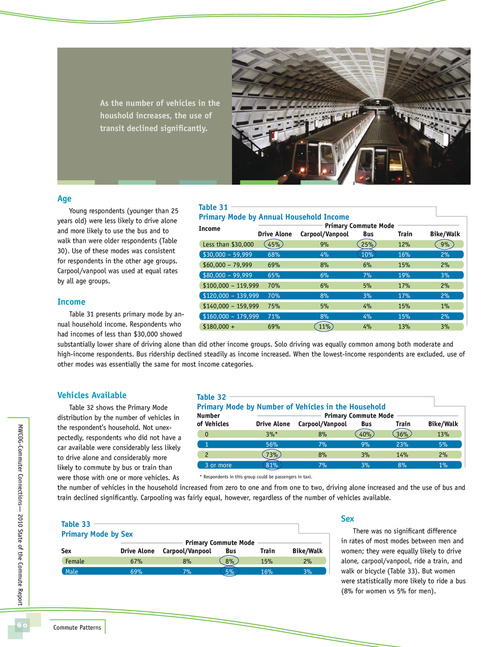 As the number of vehicles in the
houshold increases, the use of
transit declined significantly.
Age
Young respondents (younger than 25
years old) were less likely to drive alone
and more likely to use the bus and to
walk than were older respondents (Table
30). Use of these modes was consistent
for respondents in the other age groups.
Carpool/vanpool was used at equal rates
by all age groups.
Income
Table 31 presents primary mode by an-
nual household income. Respondents who
had incomes of less than $30,000 showed
Table 31
Primary Mode by Annual Household Income
Income Primary Commute Mode
Drive Alone Carpool/Vanpool Bus Train Bike/Walk
Less than $30,000 45% 9% 25% 12% 9%
$30,000 – 59,999 68% 4% 10% 16% 2%
$60,000 – 79,999 69% 8% 6% 15% 2%
$80,000 – 99,999 65% 6% 7% 19% 3%
$100,000 – 119,999 70% 6% 5% 17% 2%
$120,000 – 139,999 70% 8% 3% 17% 2%
$140,000 – 159,999 75% 5% 4% 15% 1%
$160,000 – 179,999 71% 8% 4% 15% 2%
$180,000 + 69% 11% 4% 13% 3%
substantially lower share of driving alone than did other income groups. Solo driving was equally common among both moderate and
high-income respondents. Bus ridership declined steadily as income increased. When the lowest-income respondents are excluded, use of
other modes was essentially the same for most income categories.
Vehicles Available
Table 32 shows the Primary Mode
distribution by the number of vehicles in
the respondent's household. Not unex-
pectedly, respondents who did not have a
car available were considerably less likely
to drive alone and considerably more
likely to commute by bus or train than
were those with one or more vehicles. As
Table 32
Primary Mode by Number of Vehicles in the Household
Number Primary Commute Mode
of Vehicles Drive Alone Carpool/Vanpool Bus Train Bike/Walk
0 3%* 8% 40% 36% 13%
1 56% 7% 9% 23% 5%
2 73% 8% 3% 14% 2%
3 or more 81% 7% 3% 8% 1%
* Respondents in this group could be passengers in taxi.
the number of vehicles in the household increased from zero to one and from one to two, driving alone increased and the use of bus and
train declined significantly. Carpooling was fairly equal, however, regardless of the number of vehicles available.
Table 33
Primary Mode by Sex
Primary Commute Mode
Sex Drive Alone Carpool/Vanpool Bus Train Bike/Walk
Female 67% 8% 8% 15% 2%
Male 69% 7% 5% 16% 3%
Sex
There was no significant difference
in rates of most modes between men and
women; they were equally likely to drive
alone, carpool/vanpool, ride a train, and
walk or bicycle (Table 33). But women
were statistically more likely to ride a bus
(8% for women vs 5% for men).
MWCOG-Commuter Connections— 2010 State of the Commute Report
60
Commute Patterns